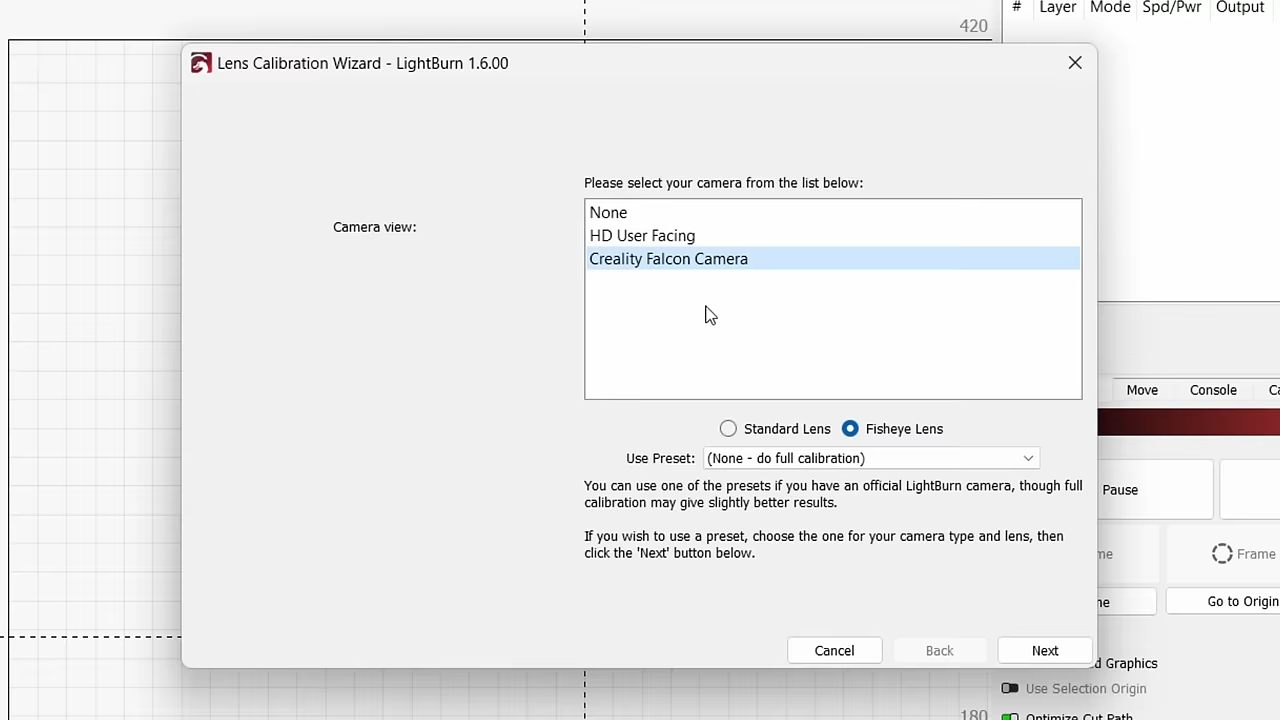 # Layer Mode Spd/Pwr Output
420
Lens Calibration Wizard - LightBurn 1.6.00
Please select your camera from the list below:
Camera view:
None
HD User Facing
Creality Falcon Camera
Move Console
Standard Lens Fisheye Lens
Use Preset: (None - do full calibration)
You can use one of the presets if you have an official LightBurn camera, though full
calibration may give slightly better results.
Pause
If you wish to use a preset, choose the one for your camera type and lens, then
click the 'Next' button below.
Frame
Go to Origin
Cancel Back Next
Graphics
Use Selection Origin
180
Optimize Cut Path